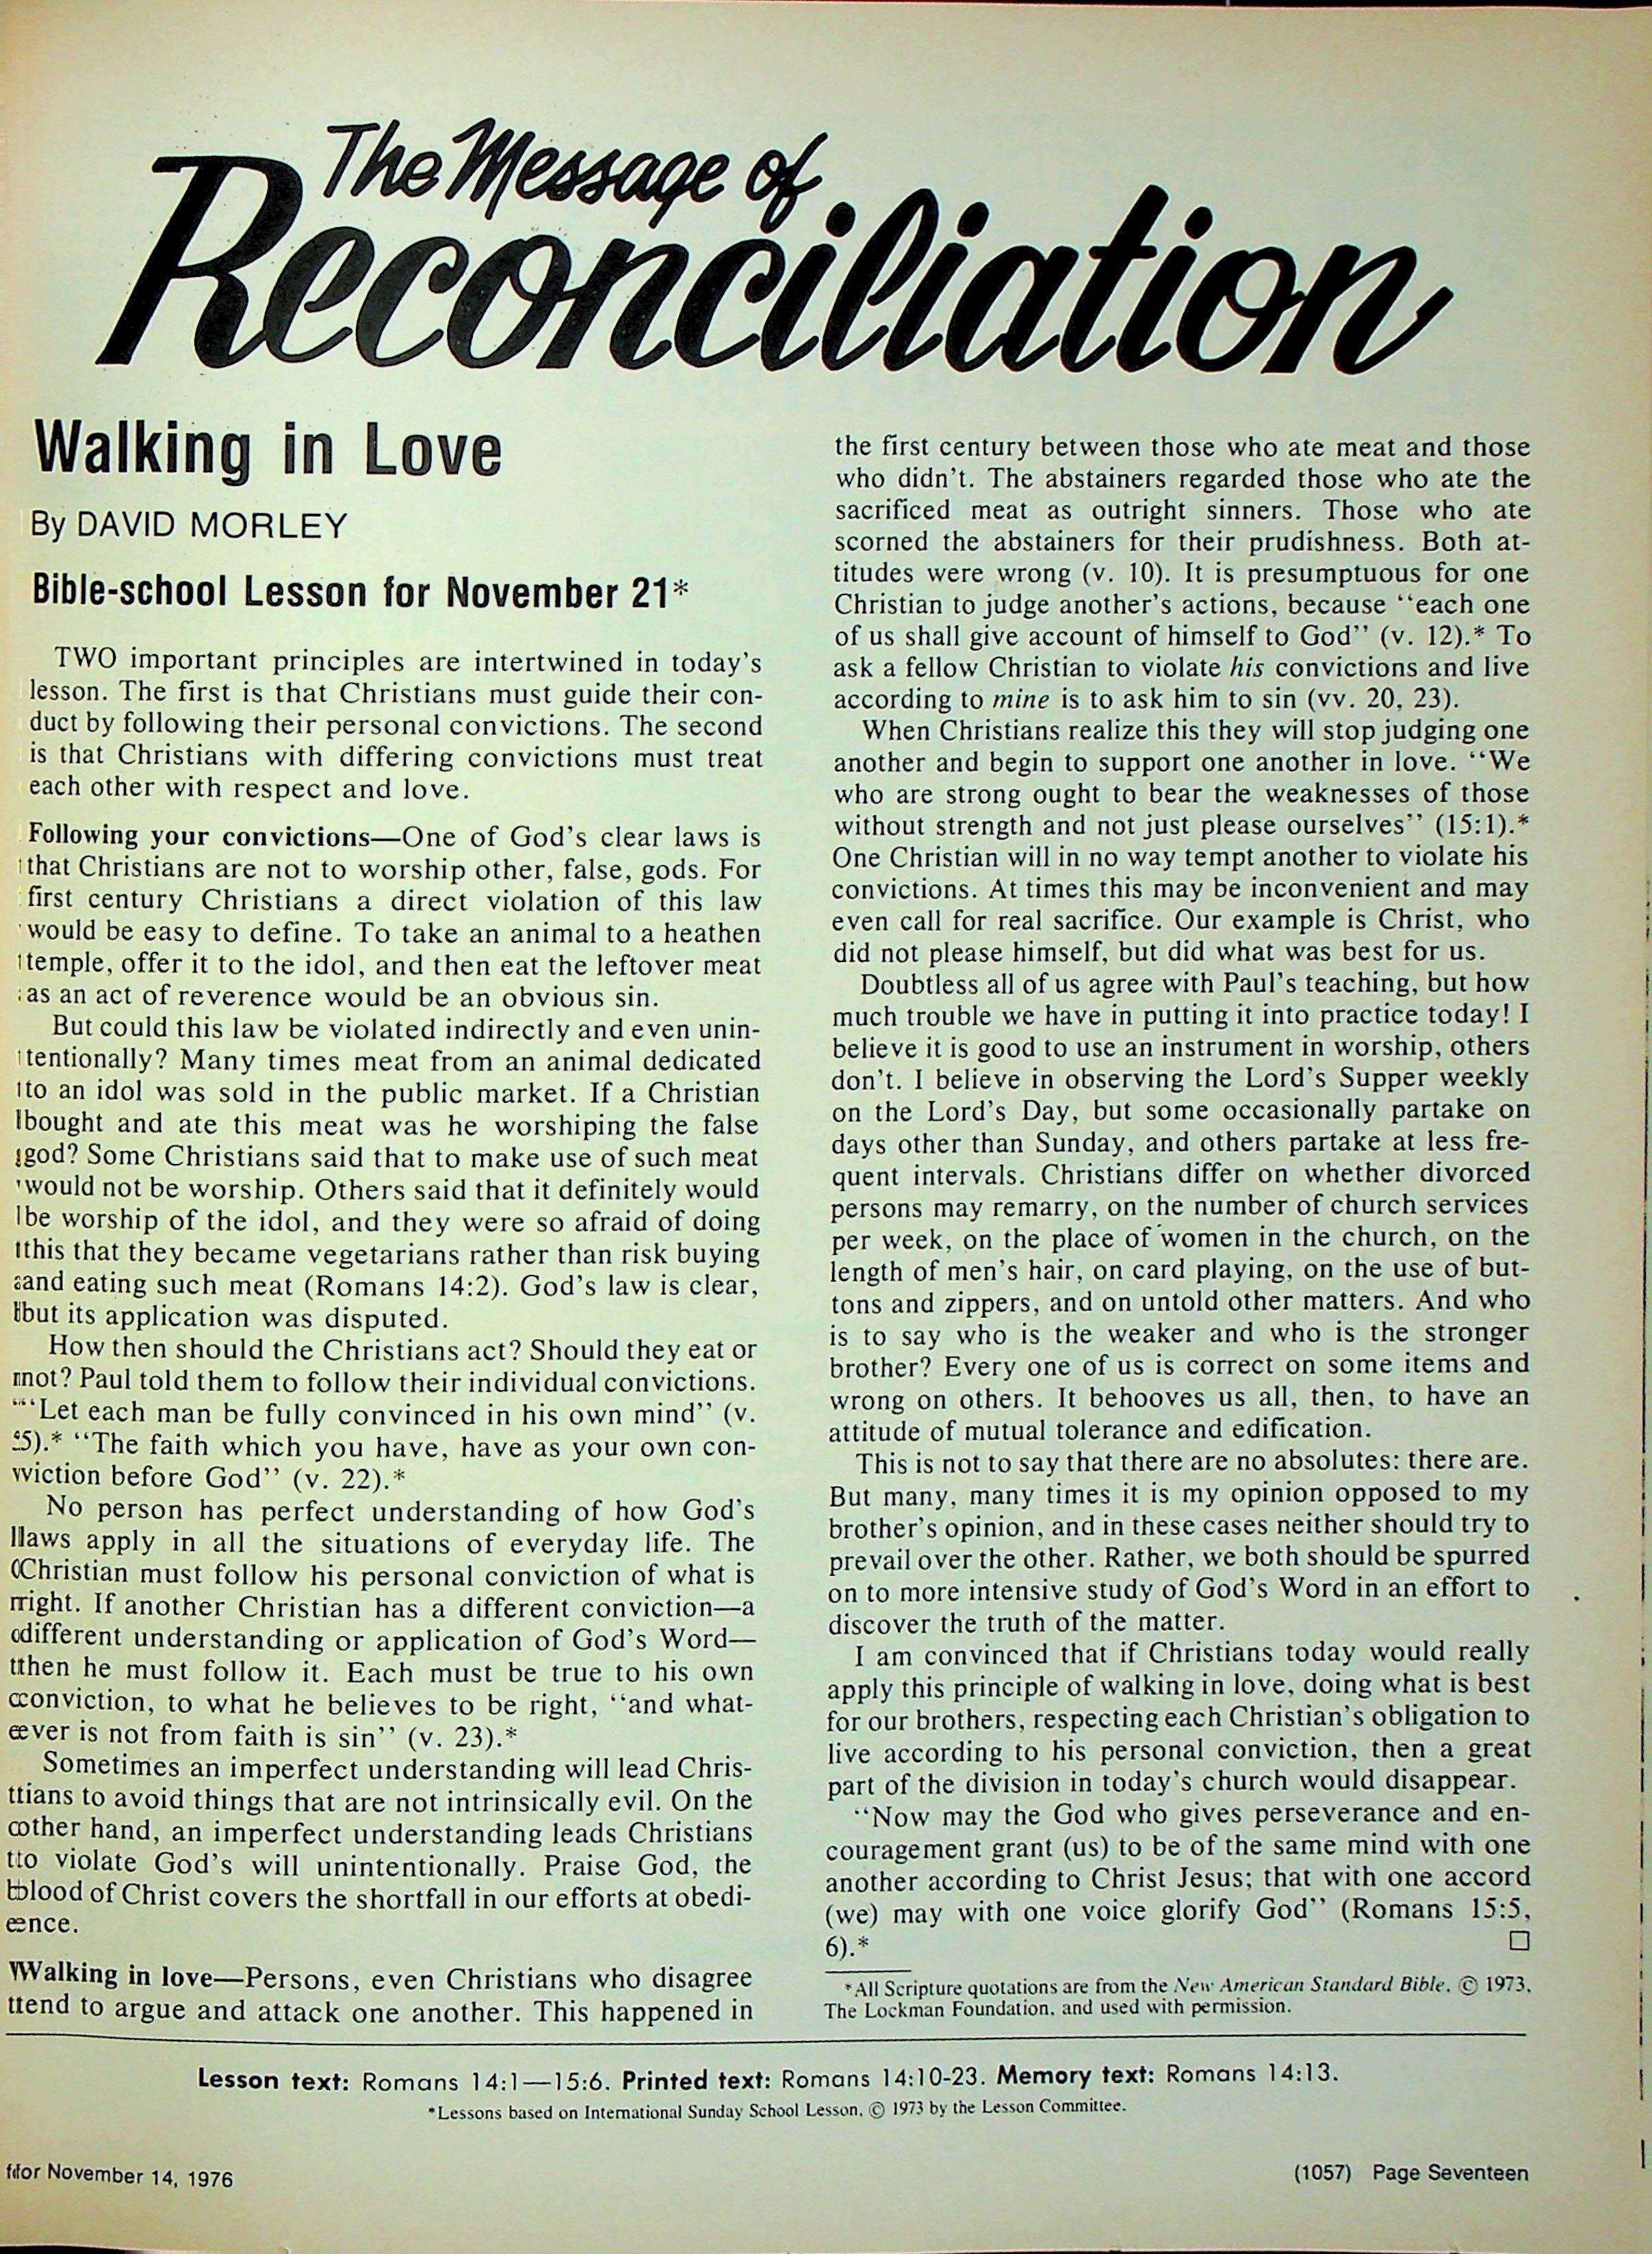 The Message of
Reconciliation
Walking in Love
By DAVID MORLEY
Bible-school Lesson for November 21*
TWO important principles are intertwined in today's
lesson. The first is that Christians must guide their con-
duct by following their personal convictions. The second
is that Christians with differing convictions must treat
each other with respect and love.
Following your convictions—One of God's clear laws is
that Christians are not to worship other, false, gods. For
first century Christians a direct violation of this law
would be easy to define. To take an animal to a heathen
temple, offer it to the idol, and then eat the leftover meat
as an act of reverence would be an obvious sin.
But could this law be violated indirectly and even unin-
tentionally? Many times meat from an animal dedicated
to an idol was sold in the public market. If a Christian
bought and ate this meat was he worshiping the false
god? Some Christians said that to make use of such meat
would not be worship. Others said that it definitely would
be worship of the idol, and they were so afraid of doing
this that they became vegetarians rather than risk buying
and eating such meat (Romans 14:2). God's law is clear,
but its application was disputed.
How then should the Christians act? Should they eat or
not? Paul told them to follow their individual convictions.
"Let each man be fully convinced in his own mind" (v.
5).* "The faith which you have, have as your own con-
viction before God" (v. 22).*
No person has perfect understanding of how God's
laws apply in all the situations of everyday life. The
Christian must follow his personal conviction of what is
right. If another Christian has a different conviction—a
different understanding or application of God's Word—
then he must follow it. Each must be true to his own
conviction, to what he believes to be right, "and what-
ever is not from faith is sin" (v. 23).*
Sometimes an imperfect understanding will lead Chris-
tians to avoid things that are not intrinsically evil. On the
other hand, an imperfect understanding leads Christians
to violate God's will unintentionally. Praise God, the
blood of Christ covers the shortfall in our efforts at obedi-
ence.
Walking in love—Persons, even Christians who disagree
tend to argue and attack one another. This happened in
the first century between those who ate meat and those
who didn't. The abstainers regarded those who ate the
sacrificed meat as outright sinners. Those who ate
scorned the abstainers for their prudishness. Both at-
titudes were wrong (v. 10). It is presumptuous for one
Christian to judge another's actions, because "each one
of us shall give account of himself to God" (v. 12).* To
ask a fellow Christian to violate his convictions and live
according to mine is to ask him to sin (vv. 20, 23).
When Christians realize this they will stop judging one
another and begin to support one another in love. "We
who are strong ought to bear the weaknesses of those
without strength and not just please ourselves" (15:1).*
One Christian will in no way tempt another to violate his
convictions. At times this may be inconvenient and may
even call for real sacrifice. Our example is Christ, who
did not please himself, but did what was best for us.
Doubtless all of us agree with Paul's teaching, but how
much trouble we have in putting it into practice today! I
believe it is good to use an instrument in worship, others
don't. I believe in observing the Lord's Supper weekly
on the Lord's Day, but some occasionally partake on
days other than Sunday, and others partake at less fre-
quent intervals. Christians differ on whether divorced
persons may remarry, on the number of church services
per week, on the place of women in the church, on the
length of men's hair, on card playing, on the use of but-
tons and zippers, and on untold other matters. And who
is to say who is the weaker and who is the stronger
brother? Every one of us is correct on some items and
wrong on others. It behooves us all, then, to have an
attitude of mutual tolerance and edification.
This is not to say that there are no absolutes: there are.
But many, many times it is my opinion opposed to my
brother's opinion, and in these cases neither should try to
prevail over the other. Rather, we both should be spurred
on to more intensive study of God's Word in an effort to
discover the truth of the matter.
I am convinced that if Christians today would really
apply this principle of walking in love, doing what is best
for our brothers, respecting each Christian's obligation to
live according to his personal conviction, then a great
part of the division in today's church would disappear.
"Now may the God who gives perseverance and en-
couragement grant (us) to be of the same mind with one
another according to Christ Jesus; that with one accord
(we) may with one voice glorify God" (Romans 15:5,
6).* □
*All Scripture quotations are from the New American Standard Bible, © 1973,
The Lockman Foundation, and used with permission.
Lesson text: Romans 14:1—15:6. Printed text: Romans 14:10-23. Memory text: Romans 14:13.
*Lessons based on International Sunday School Lesson, © 1973 by the Lesson Committee.
for November 14, 1976
(1057) Page Seventeen